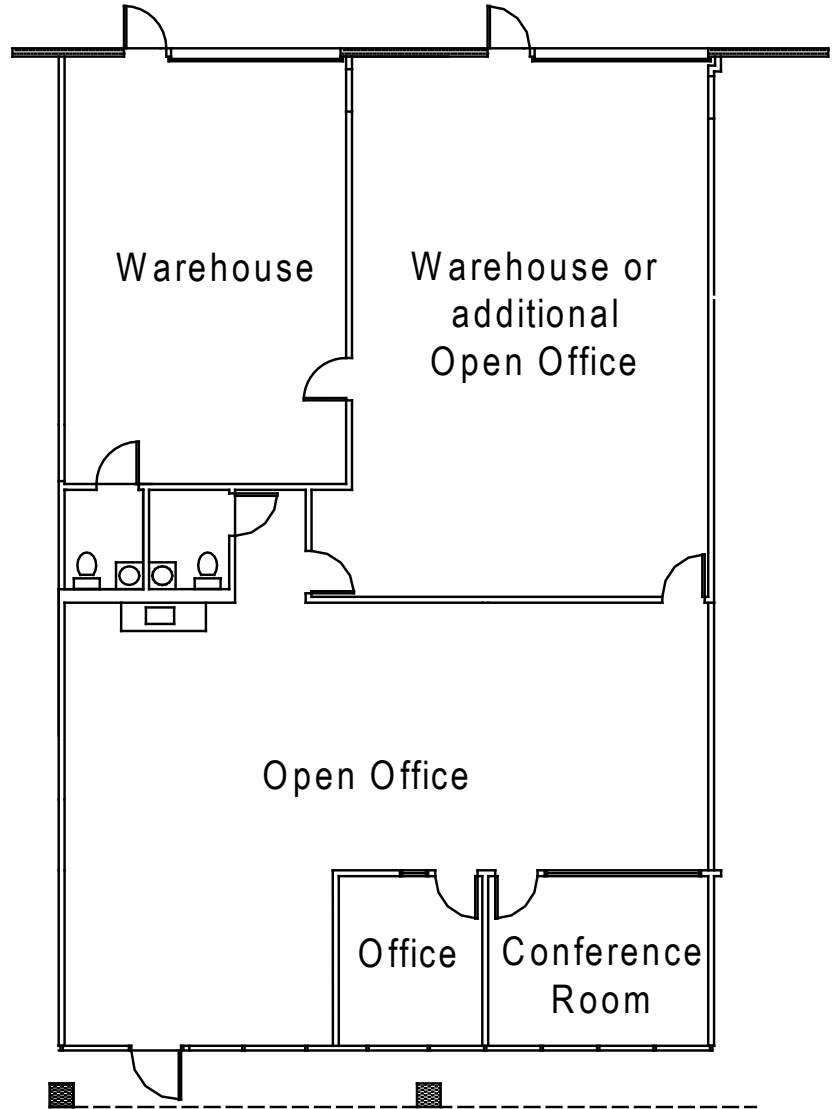 Warehouse
Warehouse or
additional
Open Office
Open Office
Office
Conference
Room